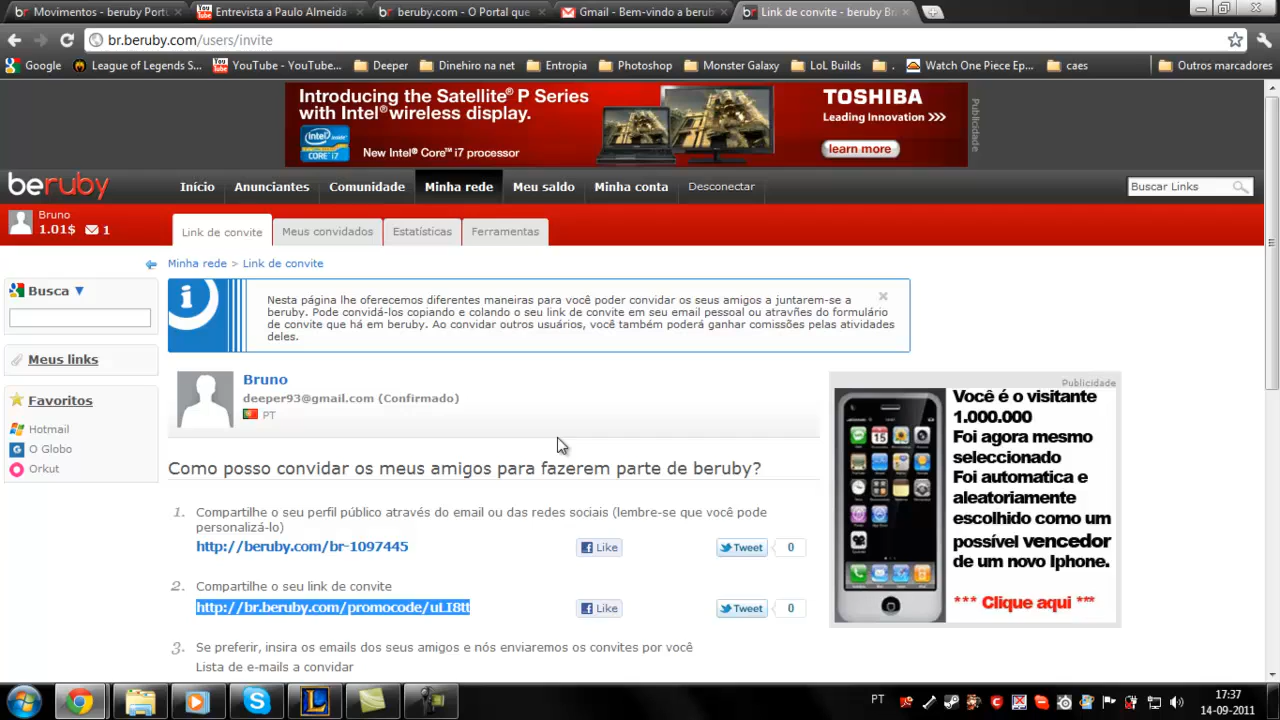 Movimentos - beruby Portu
Entrevista a Paulo Almeida
beruby.com - O Portal que
Gmail - Bem-vindo a berub
Link de convite - beruby Br
br.beruby.com/users/invite
Google
League of Legends S...
YouTube - YouTube...
Deeper
Dinehiro na net
Entropia
Photoshop
Monster Galaxy
LoL Builds
.
Watch One Piece Ep...
caes
Outros marcadores
Introducing the Satellite® P Series
with Intel® wireless display.
New Intel® Core™ i7 processor
TOSHIBA
Leading Innovation >>>
learn more
Publicidade
beruby
Início
Anunciantes
Comunidade
Minha rede
Meu saldo
Minha conta
Desconectar
Buscar Links
Bruno
1.01$ 1
Link de convite
Meus convidados
Estatísticas
Ferramentas
Minha rede > Link de convite
Busca ▼
Meus links
Favoritos
Hotmail
O Globo
Orkut
Nesta página lhe oferecemos diferentes maneiras para você poder convidar os seus amigos a juntarem-se a
beruby. Pode convidá-los copiando e colando o seu link de convite em seu email pessoal ou atravñes do formulário
de convite que há em beruby. Ao convidar outros usuários, você também poderá ganhar comissões pelas atividades
deles.
Bruno
deeper93@gmail.com (Confirmado)
PT
Como posso convidar os meus amigos para fazerem parte de beruby?
1. Compartilhe o seu perfil público através do email ou das redes sociais (lembre-se que você pode
personalizá-lo)
http://beruby.com/br-1097445
Like
Tweet
0
2. Compartilhe o seu link de convite
http://br.beruby.com/promocode/uLI8tt
Like
Tweet
0
3. Se preferir, insira os emails dos seus amigos e nós enviaremos os convites por você
Lista de e-mails a convidar
Publicidade
Você é o visitante
1.000.000
Foi agora mesmo
seleccionado
Foi automatica e
aleatoriamente
escolhido como um
possível vencedor
de um novo Iphone.
*** Clique aqui ***
PT
17:37
14-09-2011